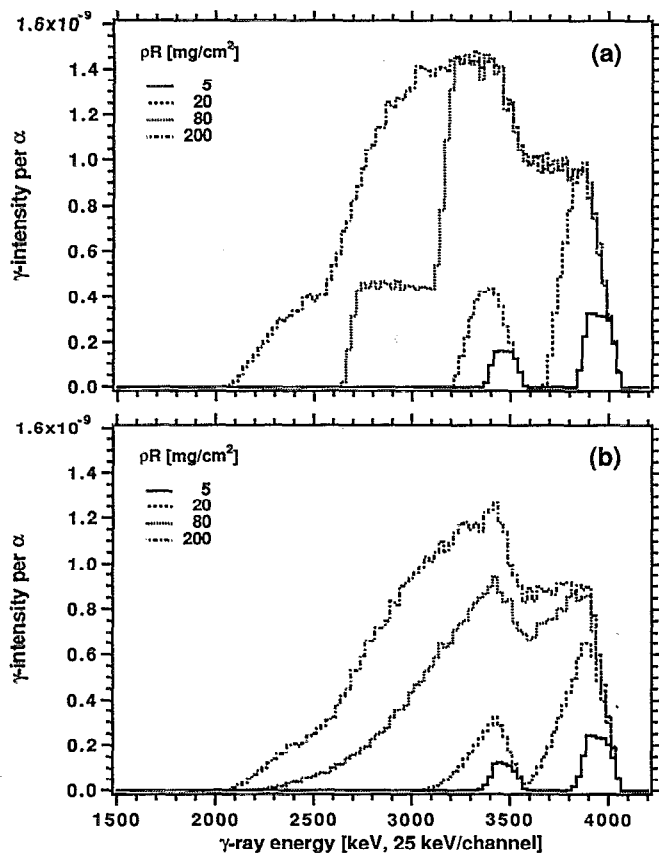 1.6x10⁻⁹
(a)
ρR [mg/cm²]
5
20
80
200
1.4
1.2
1.0
0.8
0.6
0.4
0.2
0.0
γ-intensity per α
1.6x10⁻⁹
(b)
ρR [mg/cm²]
5
20
80
200
1.4
1.2
1.0
0.8
0.6
0.4
0.2
0.0
γ-intensity per α
1500 2000 2500 3000 3500 4000
γ-ray energy [keV, 25 keV/channel]